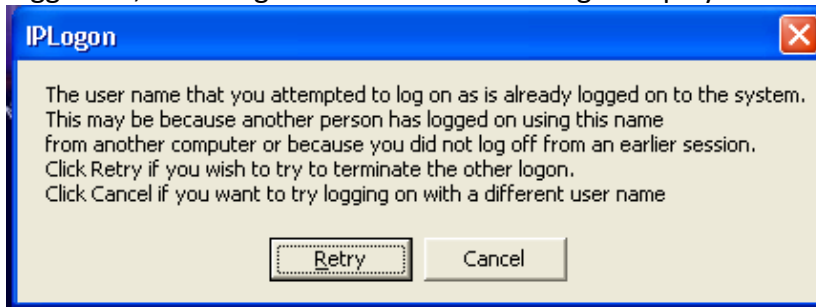 IPLogon
The user name that you attempted to log on as is already logged on to the system.
This may be because another person has logged on using this name
from another computer or because you did not log off from an earlier session.
Click Retry if you wish to try to terminate the other logon.
Click Cancel if you want to try logging on with a different user name
Retry
Cancel